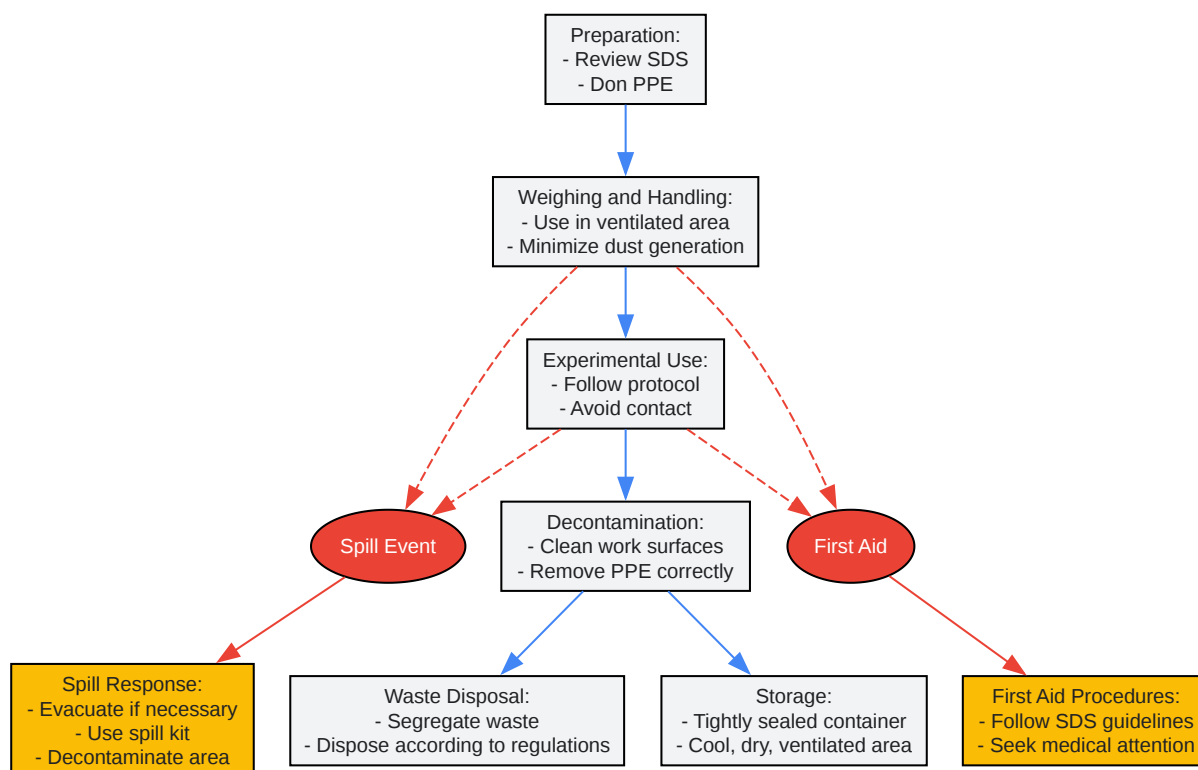 Preparation:
- Review SDS
- Don PPE
Weighing and Handling:
- Use in ventilated area
- Minimize dust generation
Experimental Use:
- Follow protocol
- Avoid contact
Spill Event
Decontamination:
- Clean work surfaces
- Remove PPE correctly
First Aid
Spill Response:
- Evacuate if necessary
- Use spill kit
- Decontaminate area
Waste Disposal:
- Segregate waste
- Dispose according to regulations
Storage:
- Tightly sealed container
- Cool, dry, ventilated area
First Aid Procedures:
- Follow SDS guidelines
- Seek medical attention